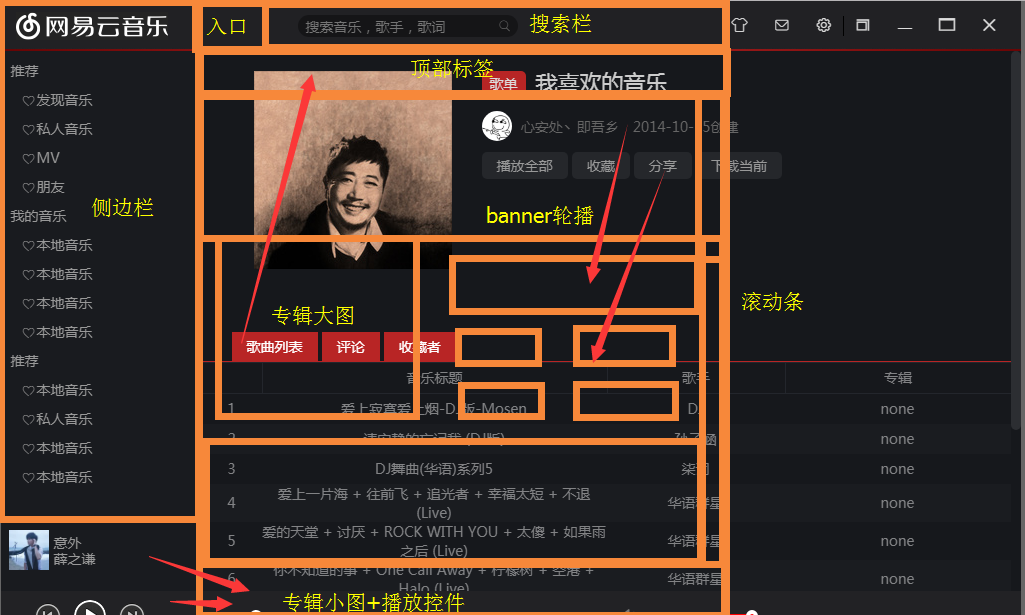 网易云音乐
入口
搜索音乐，歌手，歌词
搜索栏
推荐
♡发现音乐
♡私人音乐
♡MV
♡朋友
我的音乐
♡本地音乐
♡本地音乐
♡本地音乐
♡本地音乐
推荐
♡本地音乐
♡私人音乐
♡本地音乐
♡本地音乐
侧边栏
意外
薛之谦
顶部标签
歌单 我喜欢的音乐
心安处丶即吾乡 2014-10-
创建
播放全部 收藏 分享 下载当前
banner轮播
专辑大图
滚动条
歌曲列表 评论 收藏者
音乐标题 歌手 专辑
1 爱上寂寞爱上烟-DJ版-Mosen none
2 none
3 DJ舞曲(华语)系列5 none
4 爱上一片海 + 往前飞 + 追光者 + 幸福太短 + 不退
(Live) 华语群星 none
5 爱的天堂 + 讨厌 + ROCK WITH YOU + 太傻 + 如果雨
之后 (Live) 华语群星 none
6 你不知道的事 + One Call Away + 柠檬树 + 空港 +
Halo (Live) 华语群星 none
专辑小图+播放控件